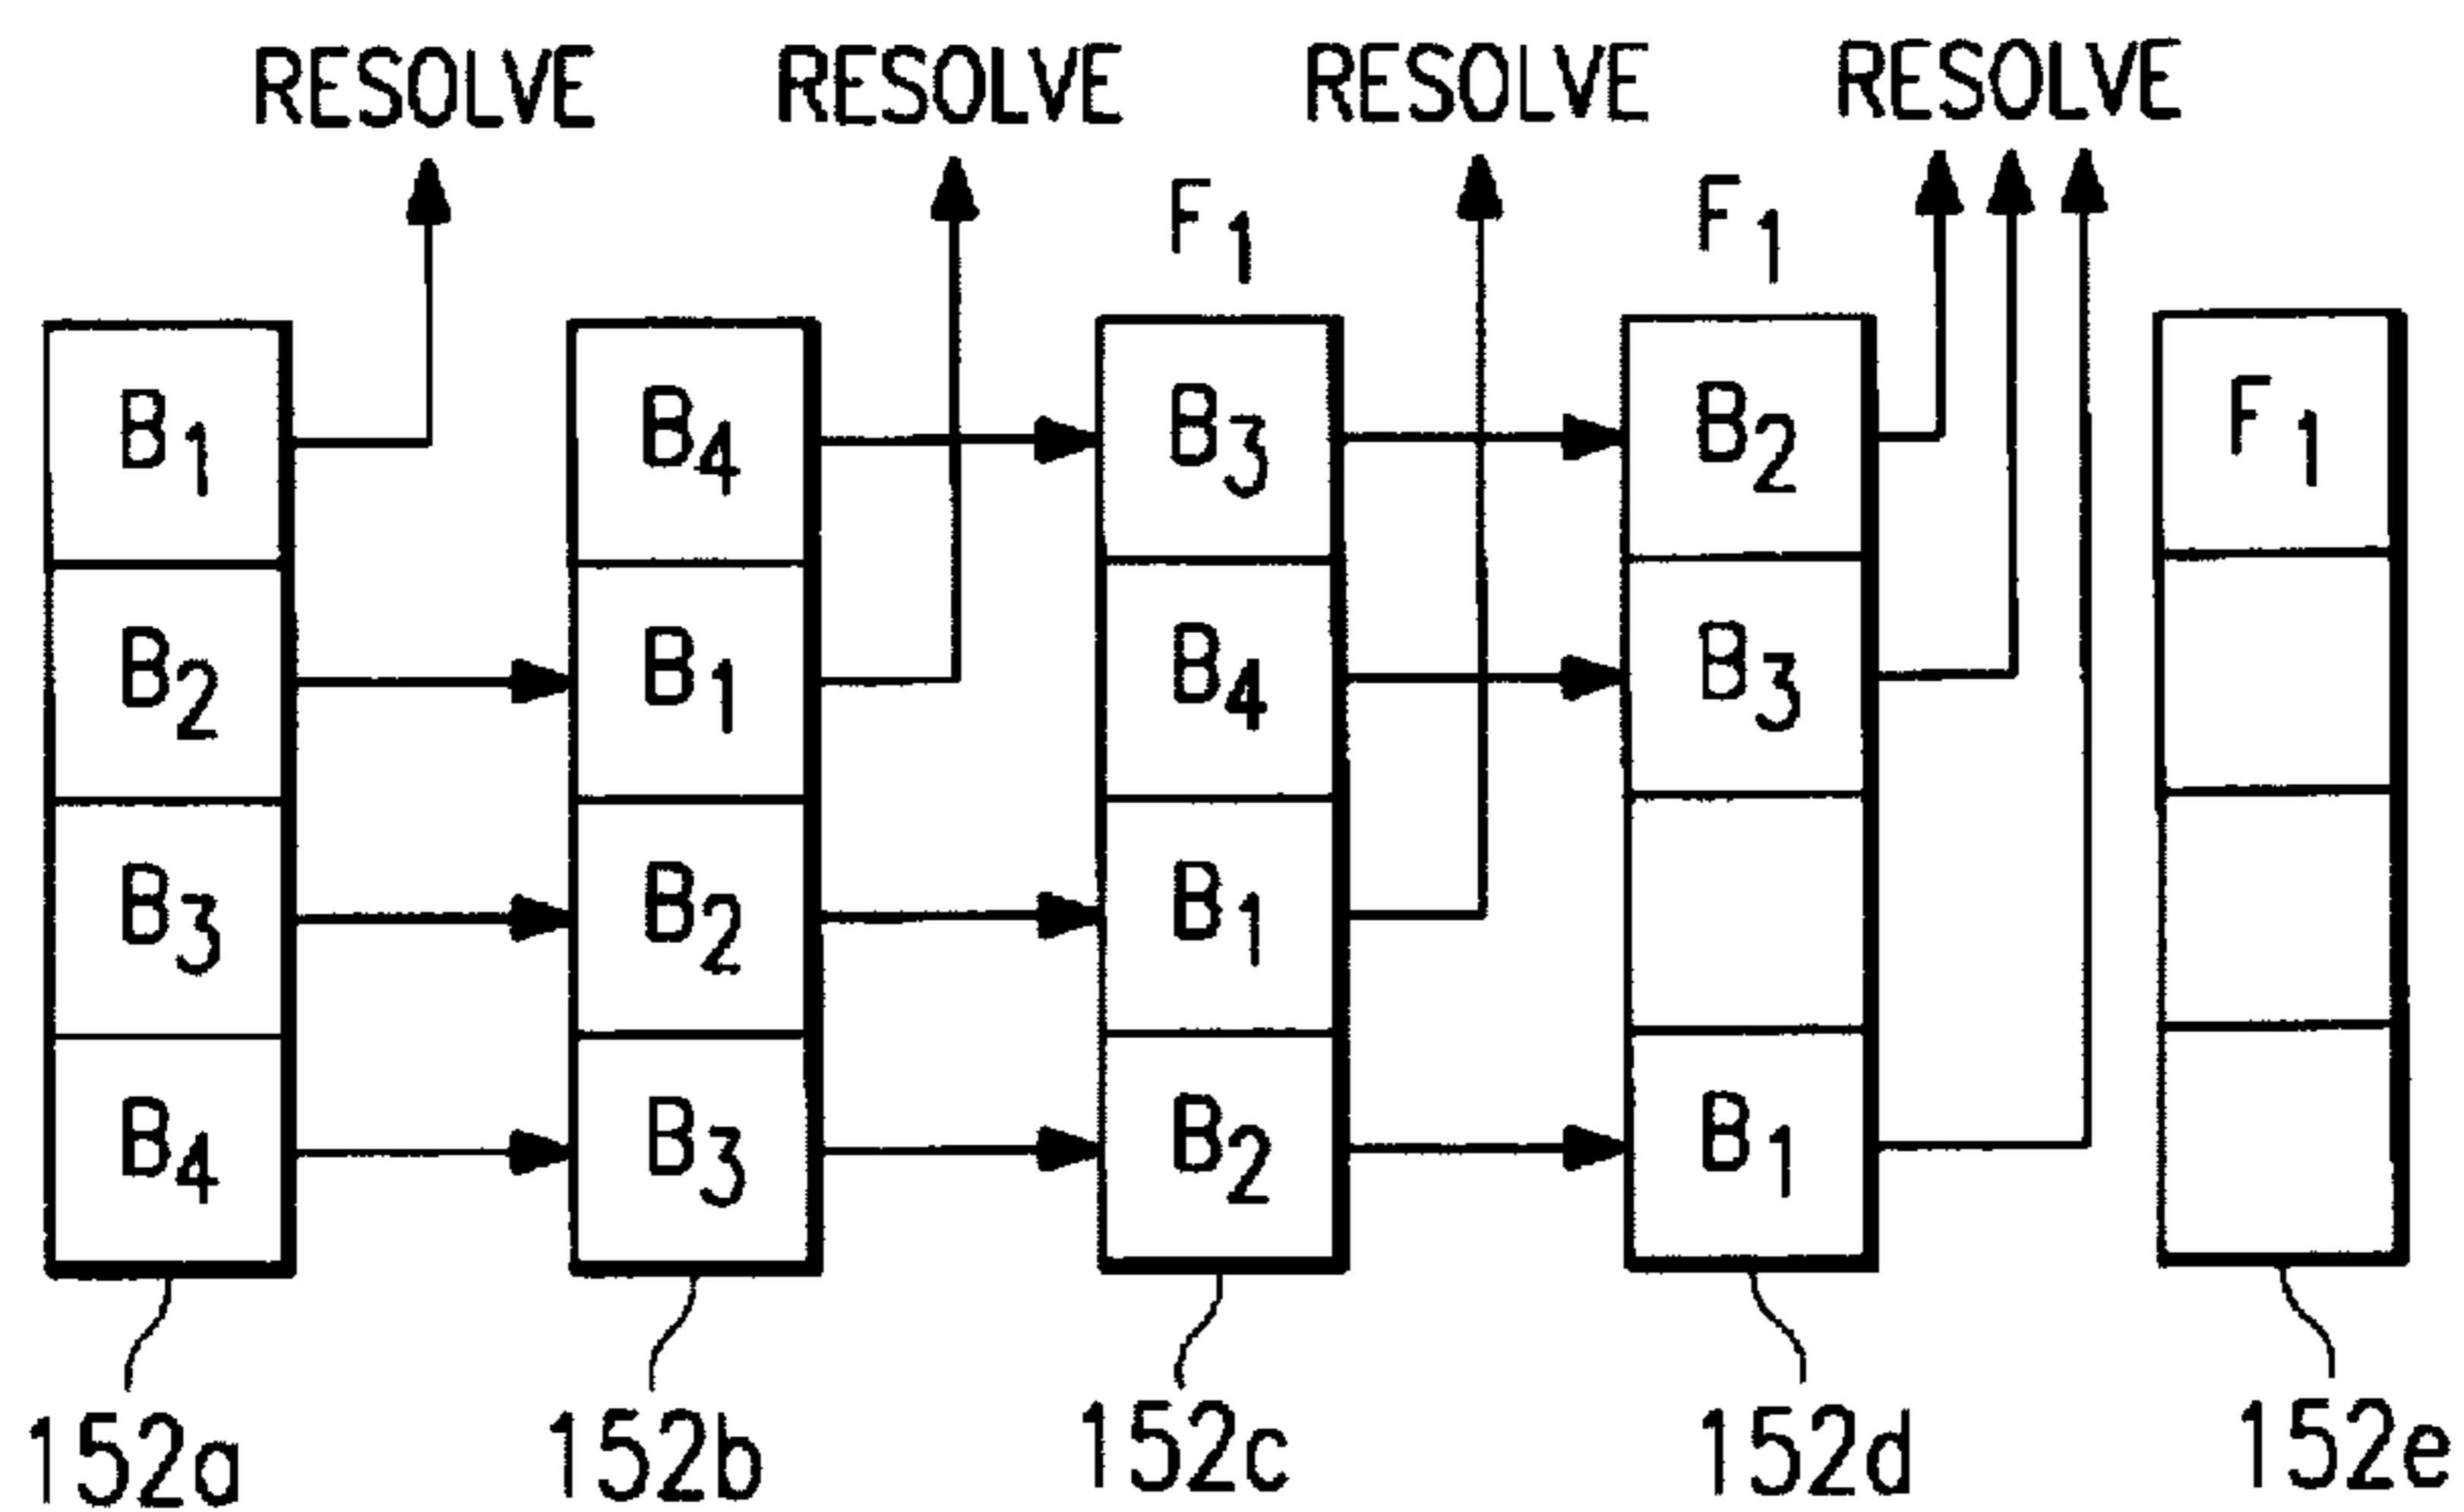 RESOLVE RESOLVE RESOLVE RESOLVE
F1 F1
B1 B4 B3 B2 F1
B2 B1 B4 B3
B3 B2 B1
B4 B3 B2 B1
152a 152b 152c 152d 152e